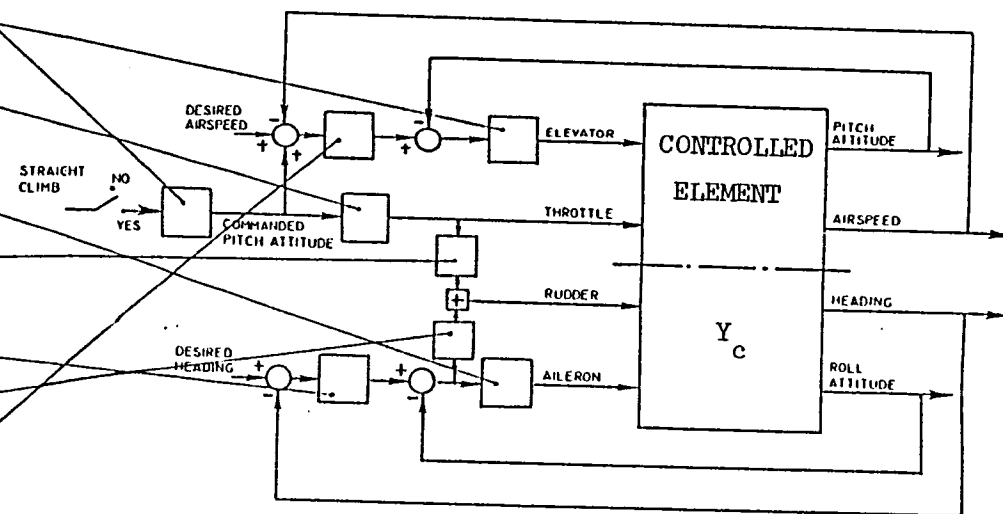 DESIRED
AIRSPEED
-
+
+
-
+
ELEVATOR
CONTROLLED
ELEMENT
PITCH
ATTITUDE
STRAIGHT
CLIMB
NO
YES
COMMANDED
PITCH ATTITUDE
THROTTLE
AIRSPEED
+
RUDDER
HEADING
Yc
DESIRED
HEADING
+
-
+
-
AILERON
ROLL
ATTITUDE